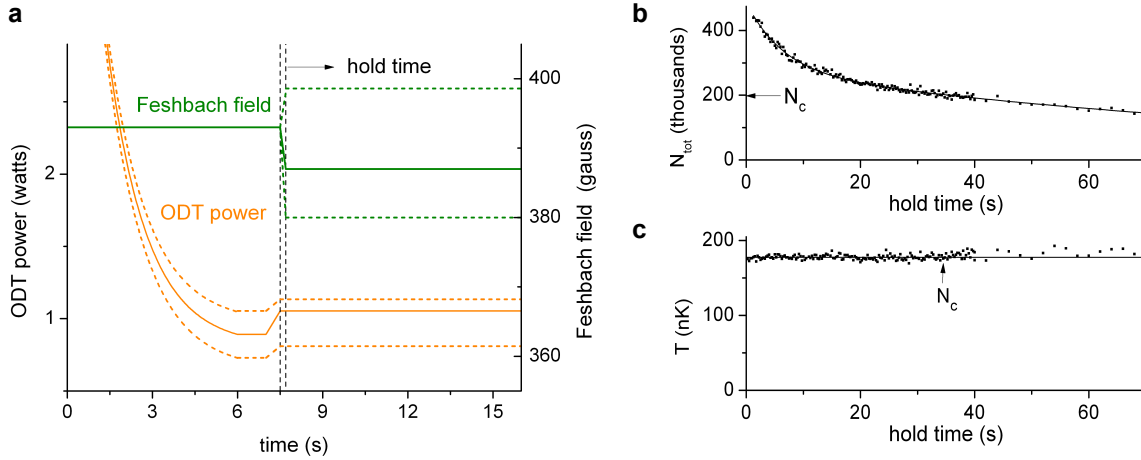 a
ODT power (watts)
2
1
0
3
6
9
12
15
time (s)
Feshbach field
ODT power
hold time
400
380
360
Feshbach field (gauss)
b
N_tot (thousands)
400
200
0
N_c
0
20
40
60
hold time (s)
c
T (nK)
200
100
0
N_c
0
20
40
60
hold time (s)